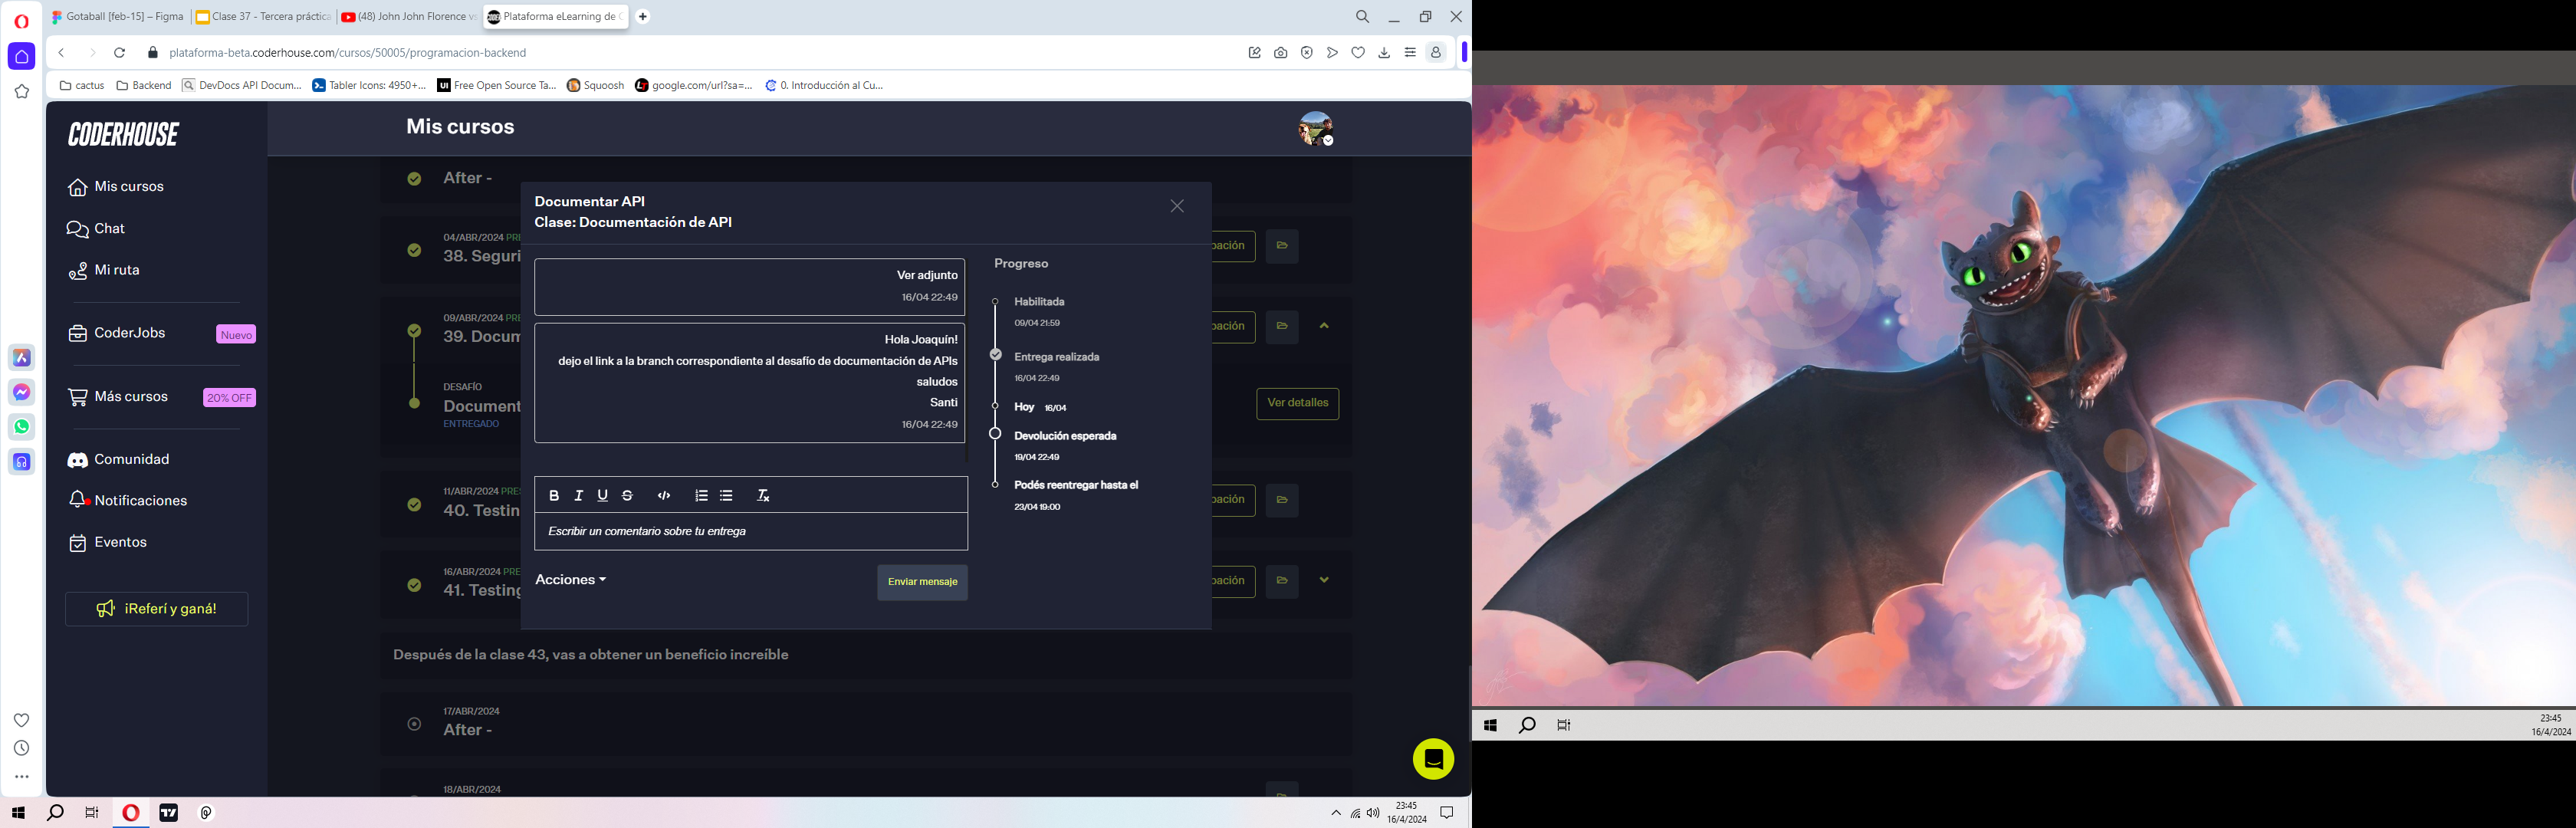 Gotaball [feb-15] – Figma
Clase 37 - Tercera práctica
(48) John John Florence v
Plataforma eLearning de C
plataforma-beta.coderhouse.com/cursos/50005/programacion-backend
cactus
Backend
DevDocs API Docum...
Tabler Icons: 4950+...
UI
Free Open Source Ta...
Squoosh
google.com/url?sa=...
0. Introducción al Cu...
CODERHOUSE
Mis cursos
Chat
Mi ruta
CoderJobs
Nuevo
Más cursos
20% OFF
Comunidad
Notificaciones
Eventos
¡Referí y ganá!
Mis cursos
After -
04/ABR/2024 PRE
38. Seguri
pación
09/ABR/2024 PRE
39. Docum
pación
DESAFÍO
Document
ENTREGADO
Ver detalles
11/ABR/2024 PRES
40. Testin
pación
16/ABR/2024 PRE
41. Testing
pación
Después de la clase 43, vas a obtener un beneficio increíble
17/ABR/2024
After -
18/ABR/2024
Documentar API
Clase: Documentación de API
Ver adjunto
16/04 22:49
Hola Joaquín!
dejo el link a la branch correspondiente al desafío de documentación de APIs
saludos
Santi
16/04 22:49
B I U S
Escribir un comentario sobre tu entrega
Acciones
Enviar mensaje
Progreso
Habilitada
09/04 21:59
Entrega realizada
16/04 22:49
Hoy 16/04
Devolución esperada
19/04 22:49
Podés reentregar hasta el
23/04 19:00
23:45
16/4/2024
23:45
16/4/2024